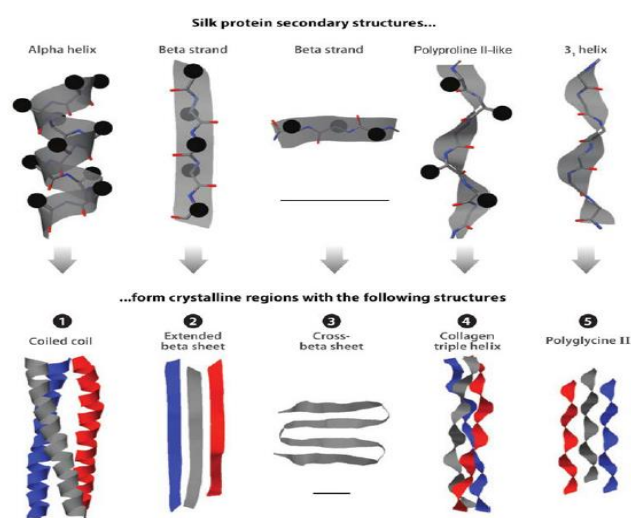 Silk protein secondary structures...
Alpha helix
Beta strand
Beta strand
Polyproline II-like
3₁ helix
...form crystalline regions with the following structures
1
2
3
4
5
Coiled coil
Extended
beta sheet
Cross-
beta sheet
Collagen
triple helix
Polyglycine II